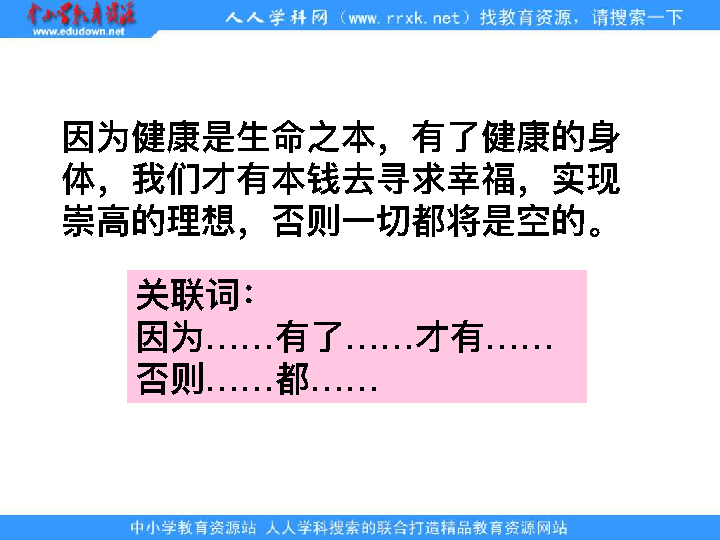 中小学教育资源
www.edudown.net
人人学科网（www.rrxk.net）找教育资源，请搜索一下
因为健康是生命之本，有了健康的身
体，我们才有本钱去寻求幸福，实现
崇高的理想，否则一切都将是空的。
关联词：
因为……有了……才有……
否则……都……
中小学教育资源站 人人学科搜索的联合打造精品教育资源网站